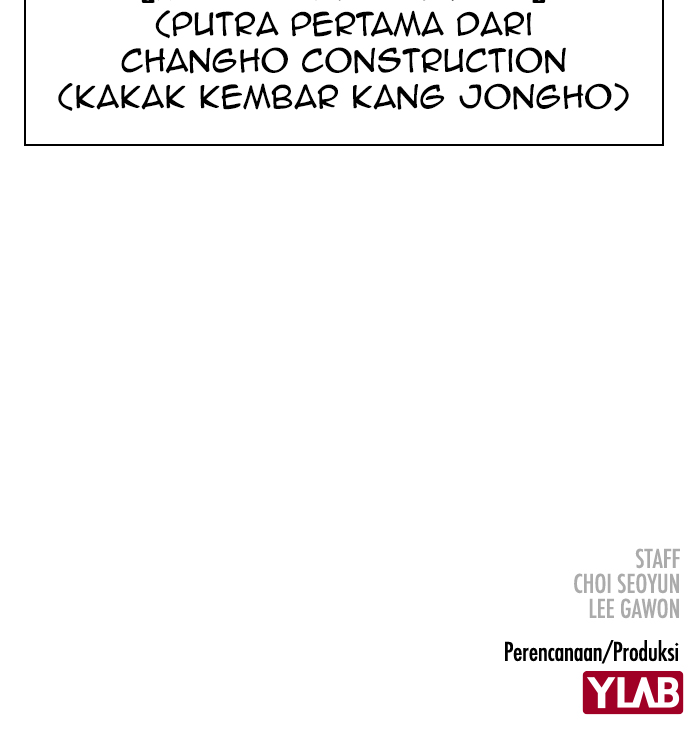 (PUTRA PERTAMA DARI
CHANGHO CONSTRUCTION
(KAKAK KEMBAR KANG JONGHO)
STAFF
CHOI SEOYUN
LEE GAWON
Perencanaan/Produksi
YLAB